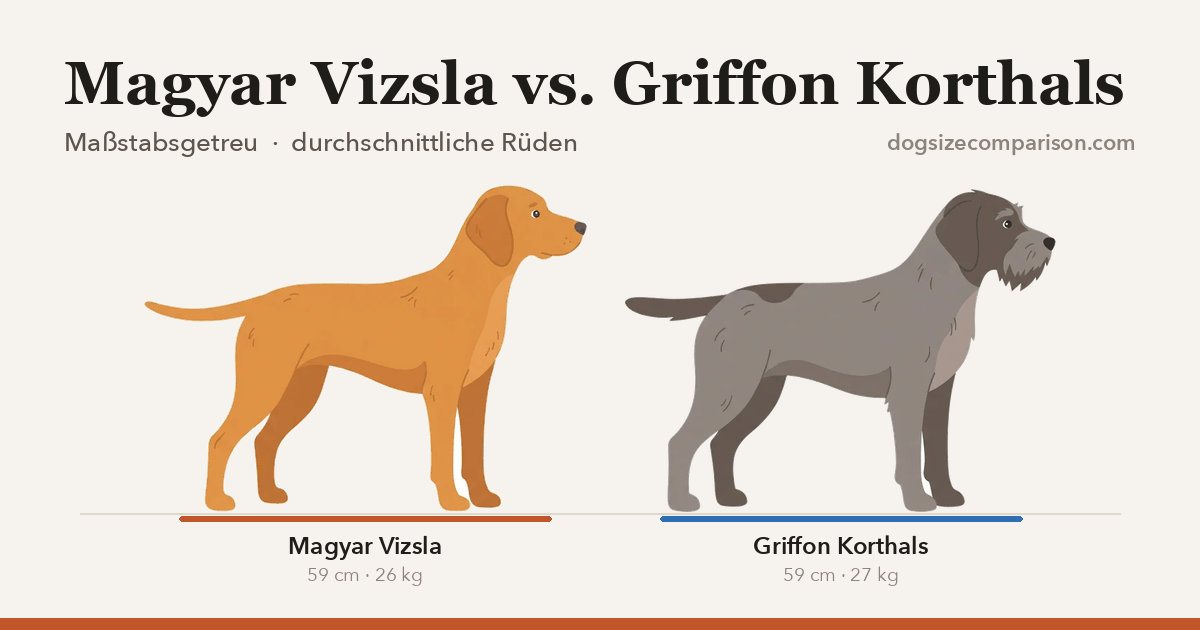 Magyar Vizsla vs. Griffon Korthals
Maßstabsgetreu · durchschnittliche Rüden
dogsizecomparison.com
Magyar Vizsla
59 cm · 26 kg
Griffon Korthals
59 cm · 27 kg